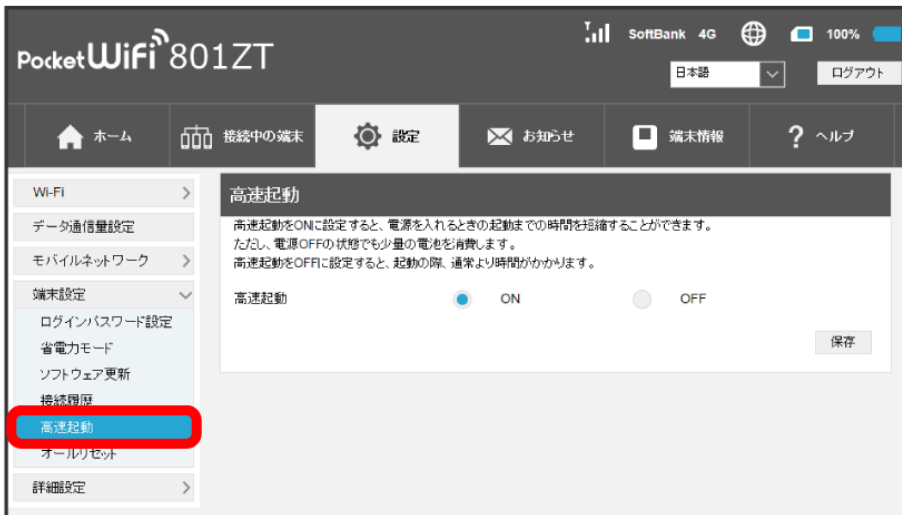 Pocket WiFi 801ZT
SoftBank 4G 100%
日本語 ログアウト
ホーム 接続中の端末 設定 お知らせ 端末情報 ? ヘルプ
Wi-Fi
データ通信量設定
モバイルネットワーク
端末設定
ログインパスワード設定
省電力モード
ソフトウェア更新
接続履歴
高速起動
オールリセット
詳細設定
高速起動
高速起動をONに設定すると、電源を入れるときの起動までの時間を短縮することができます。
ただし、電源OFFの状態でも少量の電池を消費します。
高速起動をOFFに設定すると、起動の際、通常より時間がかかります。
高速起動 ON OFF
保存